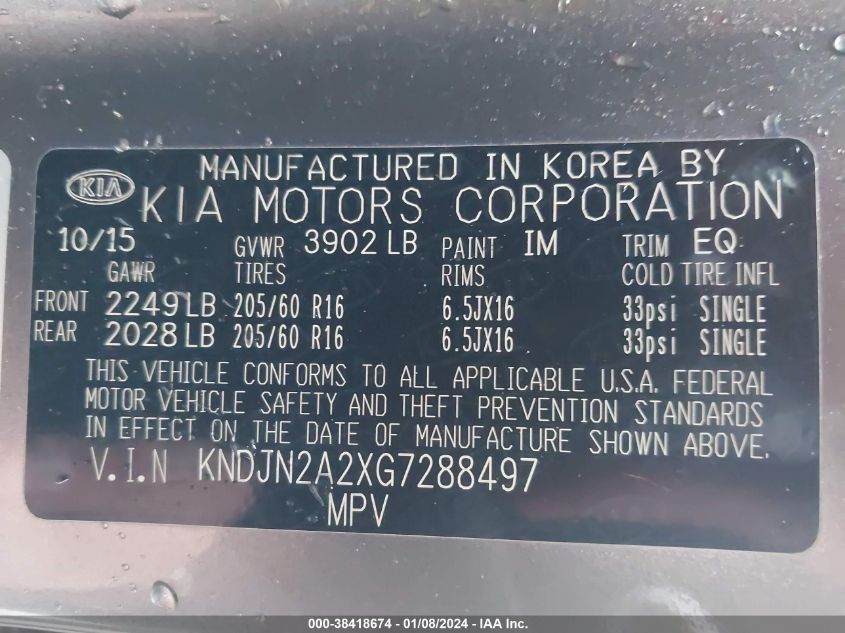 MANUFACTURED IN KOREA BY
KIA KIA MOTORS CORPORATION
10/15 GVWR 3902 LB PAINT IM TRIM EQ
GAWR TIRES RIMS COLD TIRE INFL
FRONT 2249 LB 205/60 R16 6.5JX16 33psi SINGLE
REAR 2028 LB 205/60 R16 6.5JX16 33psi SINGLE
THIS VEHICLE CONFORMS TO ALL APPLICABLE U.S.A. FEDERAL
MOTOR VEHICLE SAFETY AND THEFT PREVENTION STANDARDS
IN EFFECT ON THE DATE OF MANUFACTURE SHOWN ABOVE.
V.I.N KNDJN2A2XG7288497
MPV
000-38418674 - 01/08/2024 - IAA Inc.